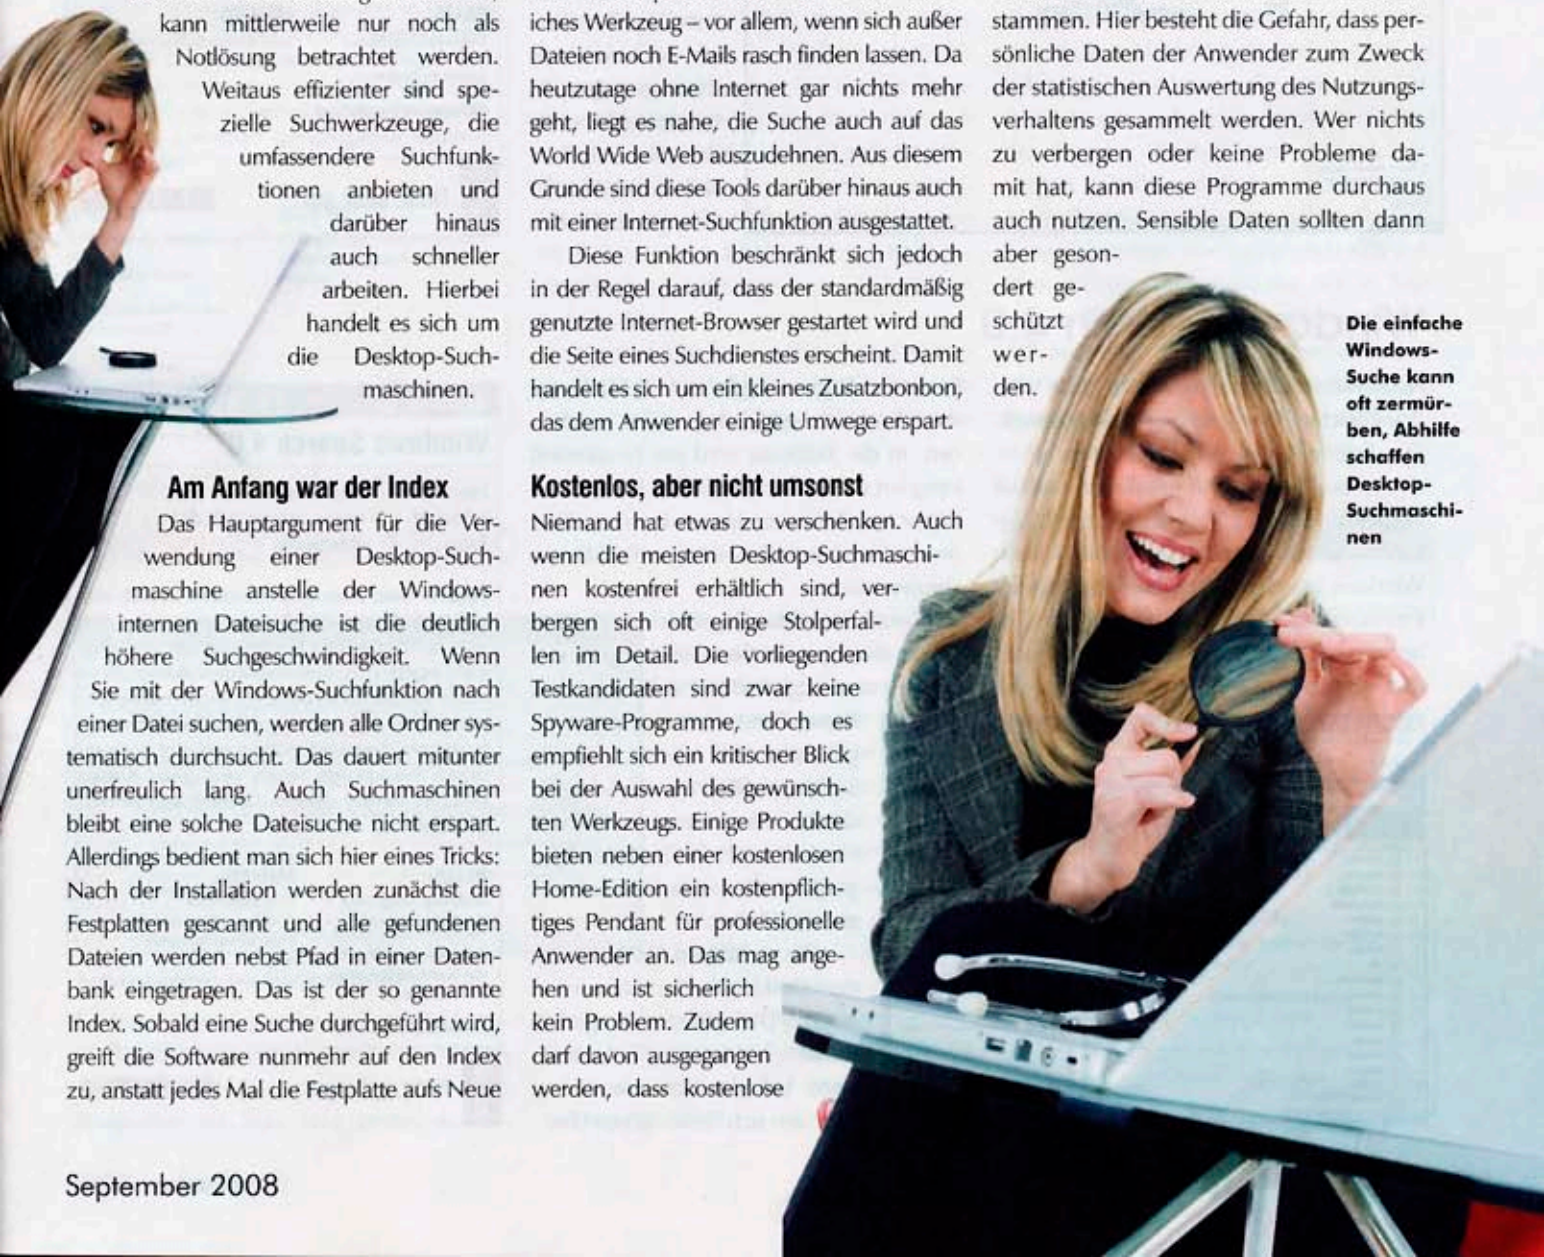 kann mittlerweile nur noch als
Notlösung betrachtet werden.
Weitaus effizienter sind spe-
zielle Suchwerkzeuge, die
umfassendere Suchfunk-
tionen anbieten und
darüber hinaus
auch schneller
arbeiten. Hierbei
handelt es sich um
die Desktop-Such-
maschinen.
Am Anfang war der Index
Das Hauptargument für die Ver-
wendung einer Desktop-Such-
maschine anstelle der Windows-
internen Dateisuche ist die deutlich
höhere Suchgeschwindigkeit. Wenn
Sie mit der Windows-Suchfunktion nach
einer Datei suchen, werden alle Ordner sys-
tematisch durchsucht. Das dauert mitunter
unerfreulich lang. Auch Suchmaschinen
bleibt eine solche Dateisuche nicht erspart.
Allerdings bedient man sich hier eines Tricks:
Nach der Installation werden zunächst die
Festplatten gescannt und alle gefundenen
Dateien werden nebst Pfad in einer Daten-
bank eingetragen. Das ist der so genannte
Index. Sobald eine Suche durchgeführt wird,
greift die Software nunmehr auf den Index
zu, anstatt jedes Mal die Festplatte aufs Neue
iches Werkzeug – vor allem, wenn sich außer
Dateien noch E-Mails rasch finden lassen. Da
heutzutage ohne Internet gar nichts mehr
geht, liegt es nahe, die Suche auch auf das
World Wide Web auszudehnen. Aus diesem
Grunde sind diese Tools darüber hinaus auch
mit einer Internet-Suchfunktion ausgestattet.
Diese Funktion beschränkt sich jedoch
in der Regel darauf, dass der standardmäßig
genutzte Internet-Browser gestartet wird und
die Seite eines Suchdienstes erscheint. Damit
handelt es sich um ein kleines Zusatzbonbon,
das dem Anwender einige Umwege erspart.
Kostenlos, aber nicht umsonst
Niemand hat etwas zu verschenken. Auch
wenn die meisten Desktop-Suchmaschi-
nen kostenfrei erhältlich sind, ver-
bergen sich oft einige Stolperfal-
len im Detail. Die vorliegenden
Testkandidaten sind zwar keine
Spyware-Programme, doch es
empfiehlt sich ein kritischer Blick
bei der Auswahl des gewünsch-
ten Werkzeugs. Einige Produkte
bieten neben einer kostenlosen
Home-Edition ein kostenpflich-
tiges Pendant für professionelle
Anwender an. Das mag ange-
hen und ist sicherlich
kein Problem. Zudem
darf davon ausgegangen
werden, dass kostenlose
stammen. Hier besteht die Gefahr, dass per-
sönliche Daten der Anwender zum Zweck
der statistischen Auswertung des Nutzungs-
verhaltens gesammelt werden. Wer nichts
zu verbergen oder keine Probleme da-
mit hat, kann diese Programme durchaus
auch nutzen. Sensible Daten sollten dann
aber geson-
dert ge-
schützt
wer-
den.
Die einfache
Windows-
Suche kann
oft zermür-
ben, Abhilfe
schaffen
Desktop-
Suchmaschi-
nen
September 2008